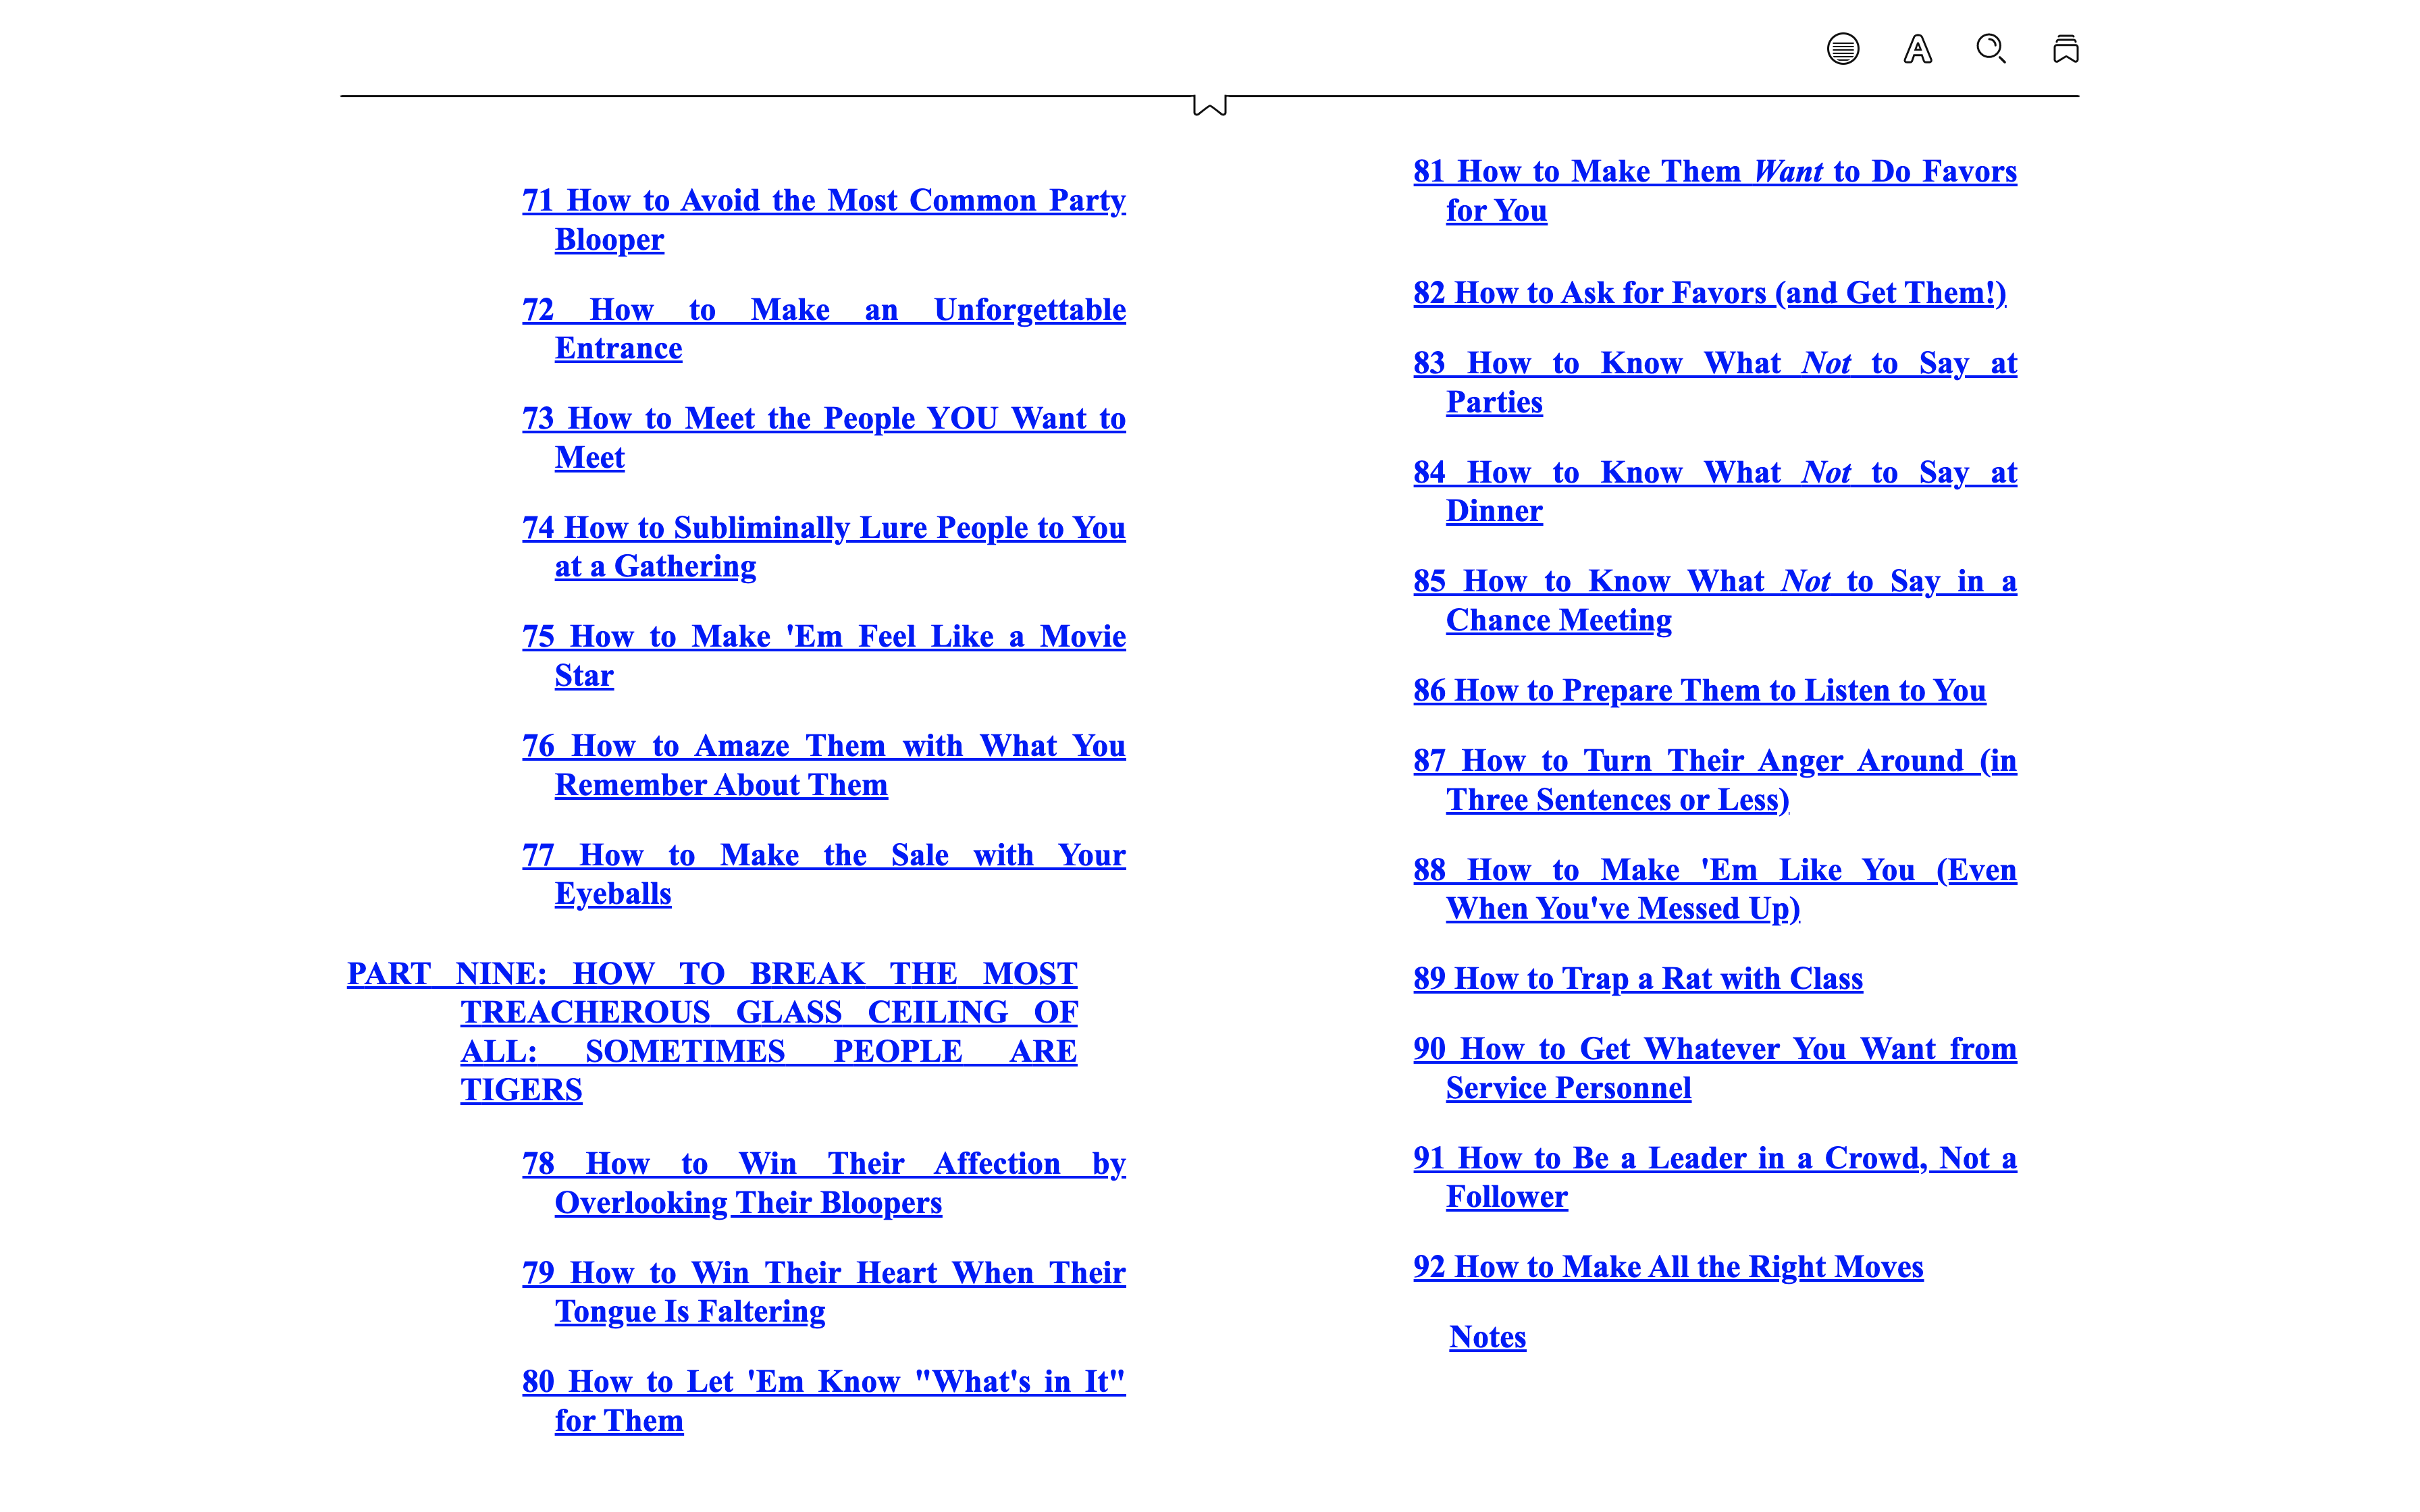 71 How to Avoid the Most Common Party
Blooper
72 How to Make an Unforgettable
Entrance
73 How to Meet the People YOU Want to
Meet
74 How to Subliminally Lure People to You
at a Gathering
75 How to Make 'Em Feel Like a Movie
Star
76 How to Amaze Them with What You
Remember About Them
77 How to Make the Sale with Your
Eyeballs
PART NINE: HOW TO BREAK THE MOST
TREACHEROUS GLASS CEILING OF
ALL: SOMETIMES PEOPLE ARE
TIGERS
78 How to Win Their Affection by
Overlooking Their Bloopers
79 How to Win Their Heart When Their
Tongue Is Faltering
80 How to Let 'Em Know "What's in It"
for Them
81 How to Make Them Want to Do Favors
for You
82 How to Ask for Favors (and Get Them!)
83 How to Know What Not to Say at
Parties
84 How to Know What Not to Say at
Dinner
85 How to Know What Not to Say in a
Chance Meeting
86 How to Prepare Them to Listen to You
87 How to Turn Their Anger Around (in
Three Sentences or Less)
88 How to Make 'Em Like You (Even
When You've Messed Up)
89 How to Trap a Rat with Class
90 How to Get Whatever You Want from
Service Personnel
91 How to Be a Leader in a Crowd, Not a
Follower
92 How to Make All the Right Moves
Notes